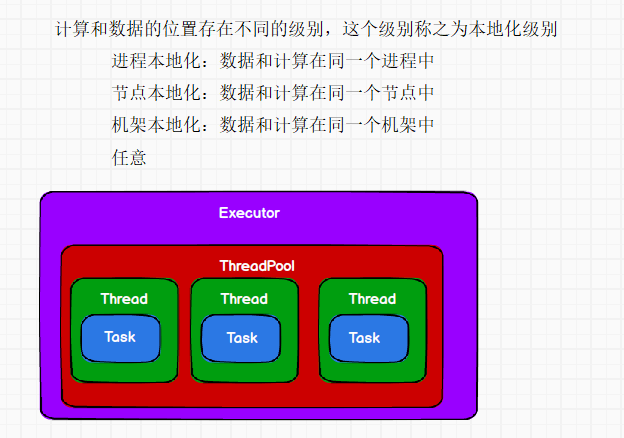 计算和数据的位置存在不同的级别，这个级别称之为本地化级别
进程本地化：数据和计算在同一个进程中
节点本地化：数据和计算在同一个节点中
机架本地化：数据和计算在同一个机架中
任意
Executor
ThreadPool
Thread Thread Thread
Task Task Task